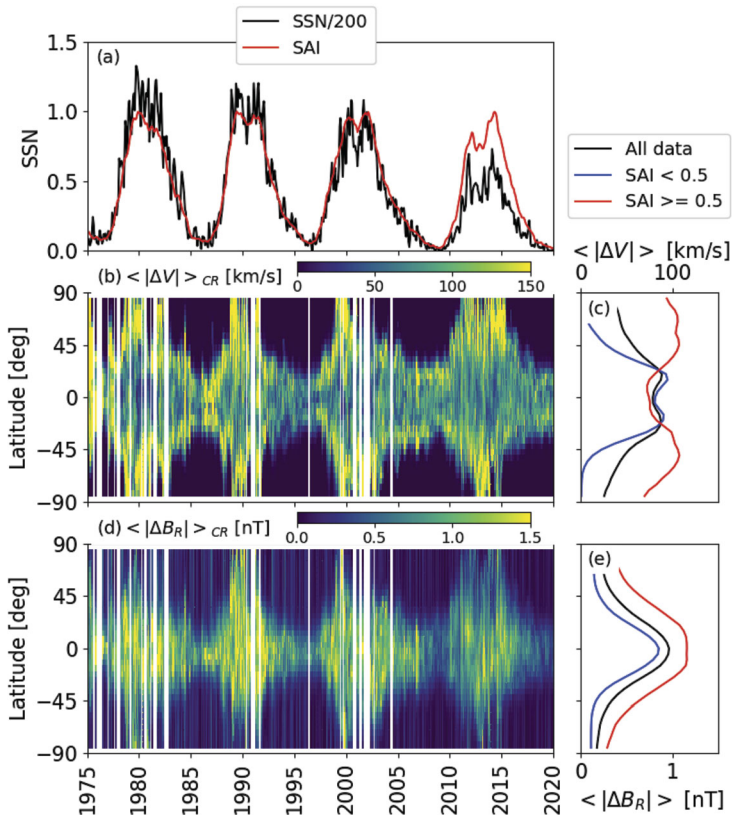 SSN/200
SAI
(a)
1.5
1.0
0.5
0.0
SSN
All data
SAI < 0.5
SAI >= 0.5
< |ΔV| > [km/s]
0 100
(b) < |ΔV| > CR [km/s]
0 50 100 150
(c)
90
45
0
−45
−90
Latitude [deg]
(d) < |ΔB_R| > CR [nT]
0.0 0.5 1.0 1.5
(e)
90
45
0
−45
−90
Latitude [deg]
1975 1980 1985 1990 1995 2000 2005 2010 2015 2020
0 1
< |ΔB_R| > [nT]